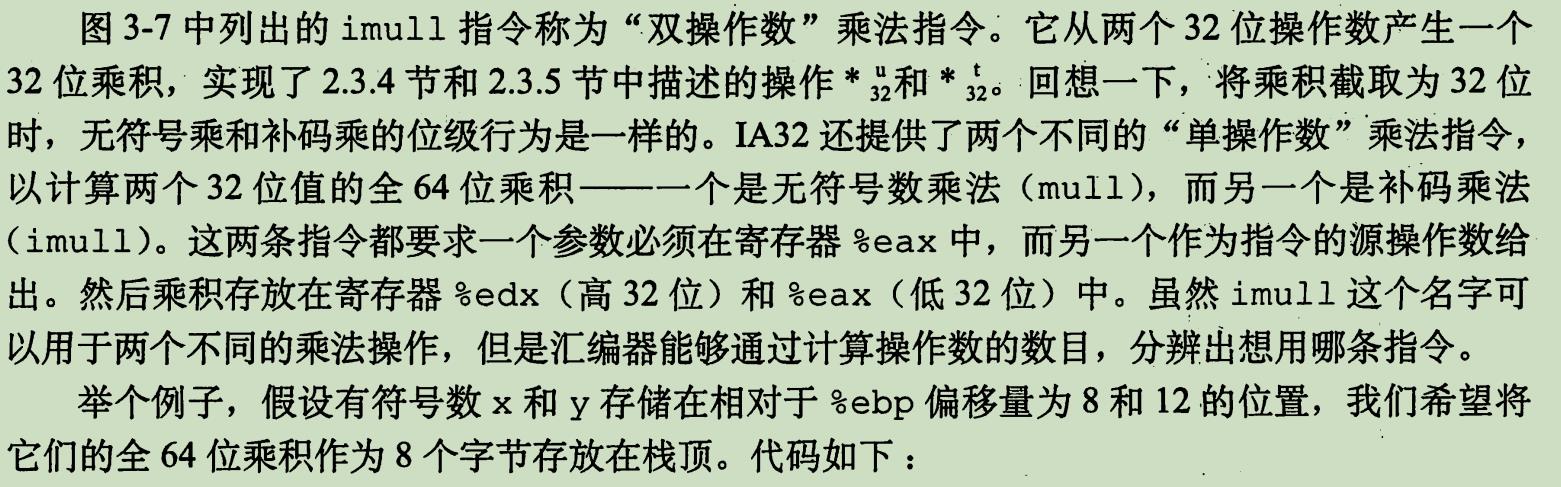 图 3-7 中列出的 imull 指令称为“双操作数”乘法指令。它从两个 32 位操作数产生一个
32 位乘积，实现了 2.3.4 节和 2.3.5 节中描述的操作 *ᵘ₃₂和 *ᵗ₃₂。回想一下，将乘积截取为 32 位
时，无符号乘和补码乘的位级行为是一样的。IA32 还提供了两个不同的“单操作数”乘法指令，
以计算两个 32 位值的全 64 位乘积——一个是无符号数乘法（mull），而另一个是补码乘法
（imull）。这两条指令都要求一个参数必须在寄存器 %eax 中，而另一个作为指令的源操作数给
出。然后乘积存放在寄存器 %edx（高 32 位）和 %eax（低 32 位）中。虽然 imull 这个名字可
以用于两个不同的乘法操作，但是汇编器能够通过计算操作数的数目，分辨出想用哪条指令。
举个例子，假设有符号数 x 和 y 存储在相对于 %ebp 偏移量为 8 和 12 的位置，我们希望将
它们的全 64 位乘积作为 8 个字节存放在栈顶。代码如下：